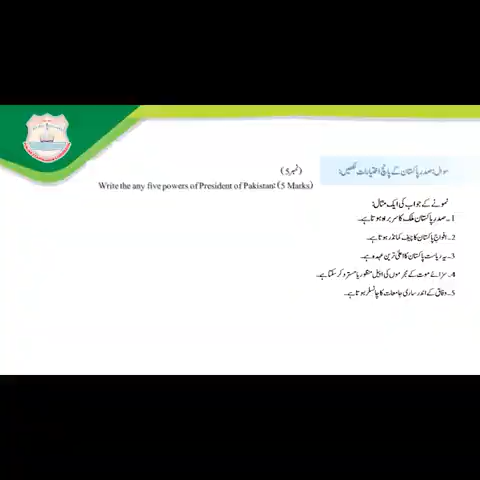 سوال: صدر پاکستان کے پانچ اختیارات لکھیں:
(5 نمبر)
Write the any five powers of President of Pakistan: (5 Marks)
نمونے کے جواب کی ایک مثال:
1۔ صدر پاکستان ملک کا سربراہ ہوتا ہے۔
2۔ افواج پاکستان کا چیف کمانڈر ہوتا ہے۔
3۔ یہ ریاست پاکستان کا اعلیٰ ترین عہدہ ہے۔
4۔ سزائے موت کے مجرموں کی اپیل منظور یا مسترد کر سکتا ہے۔
5۔ وفاق کے اندر ساری جامعات کا چانسلر ہوتا ہے۔